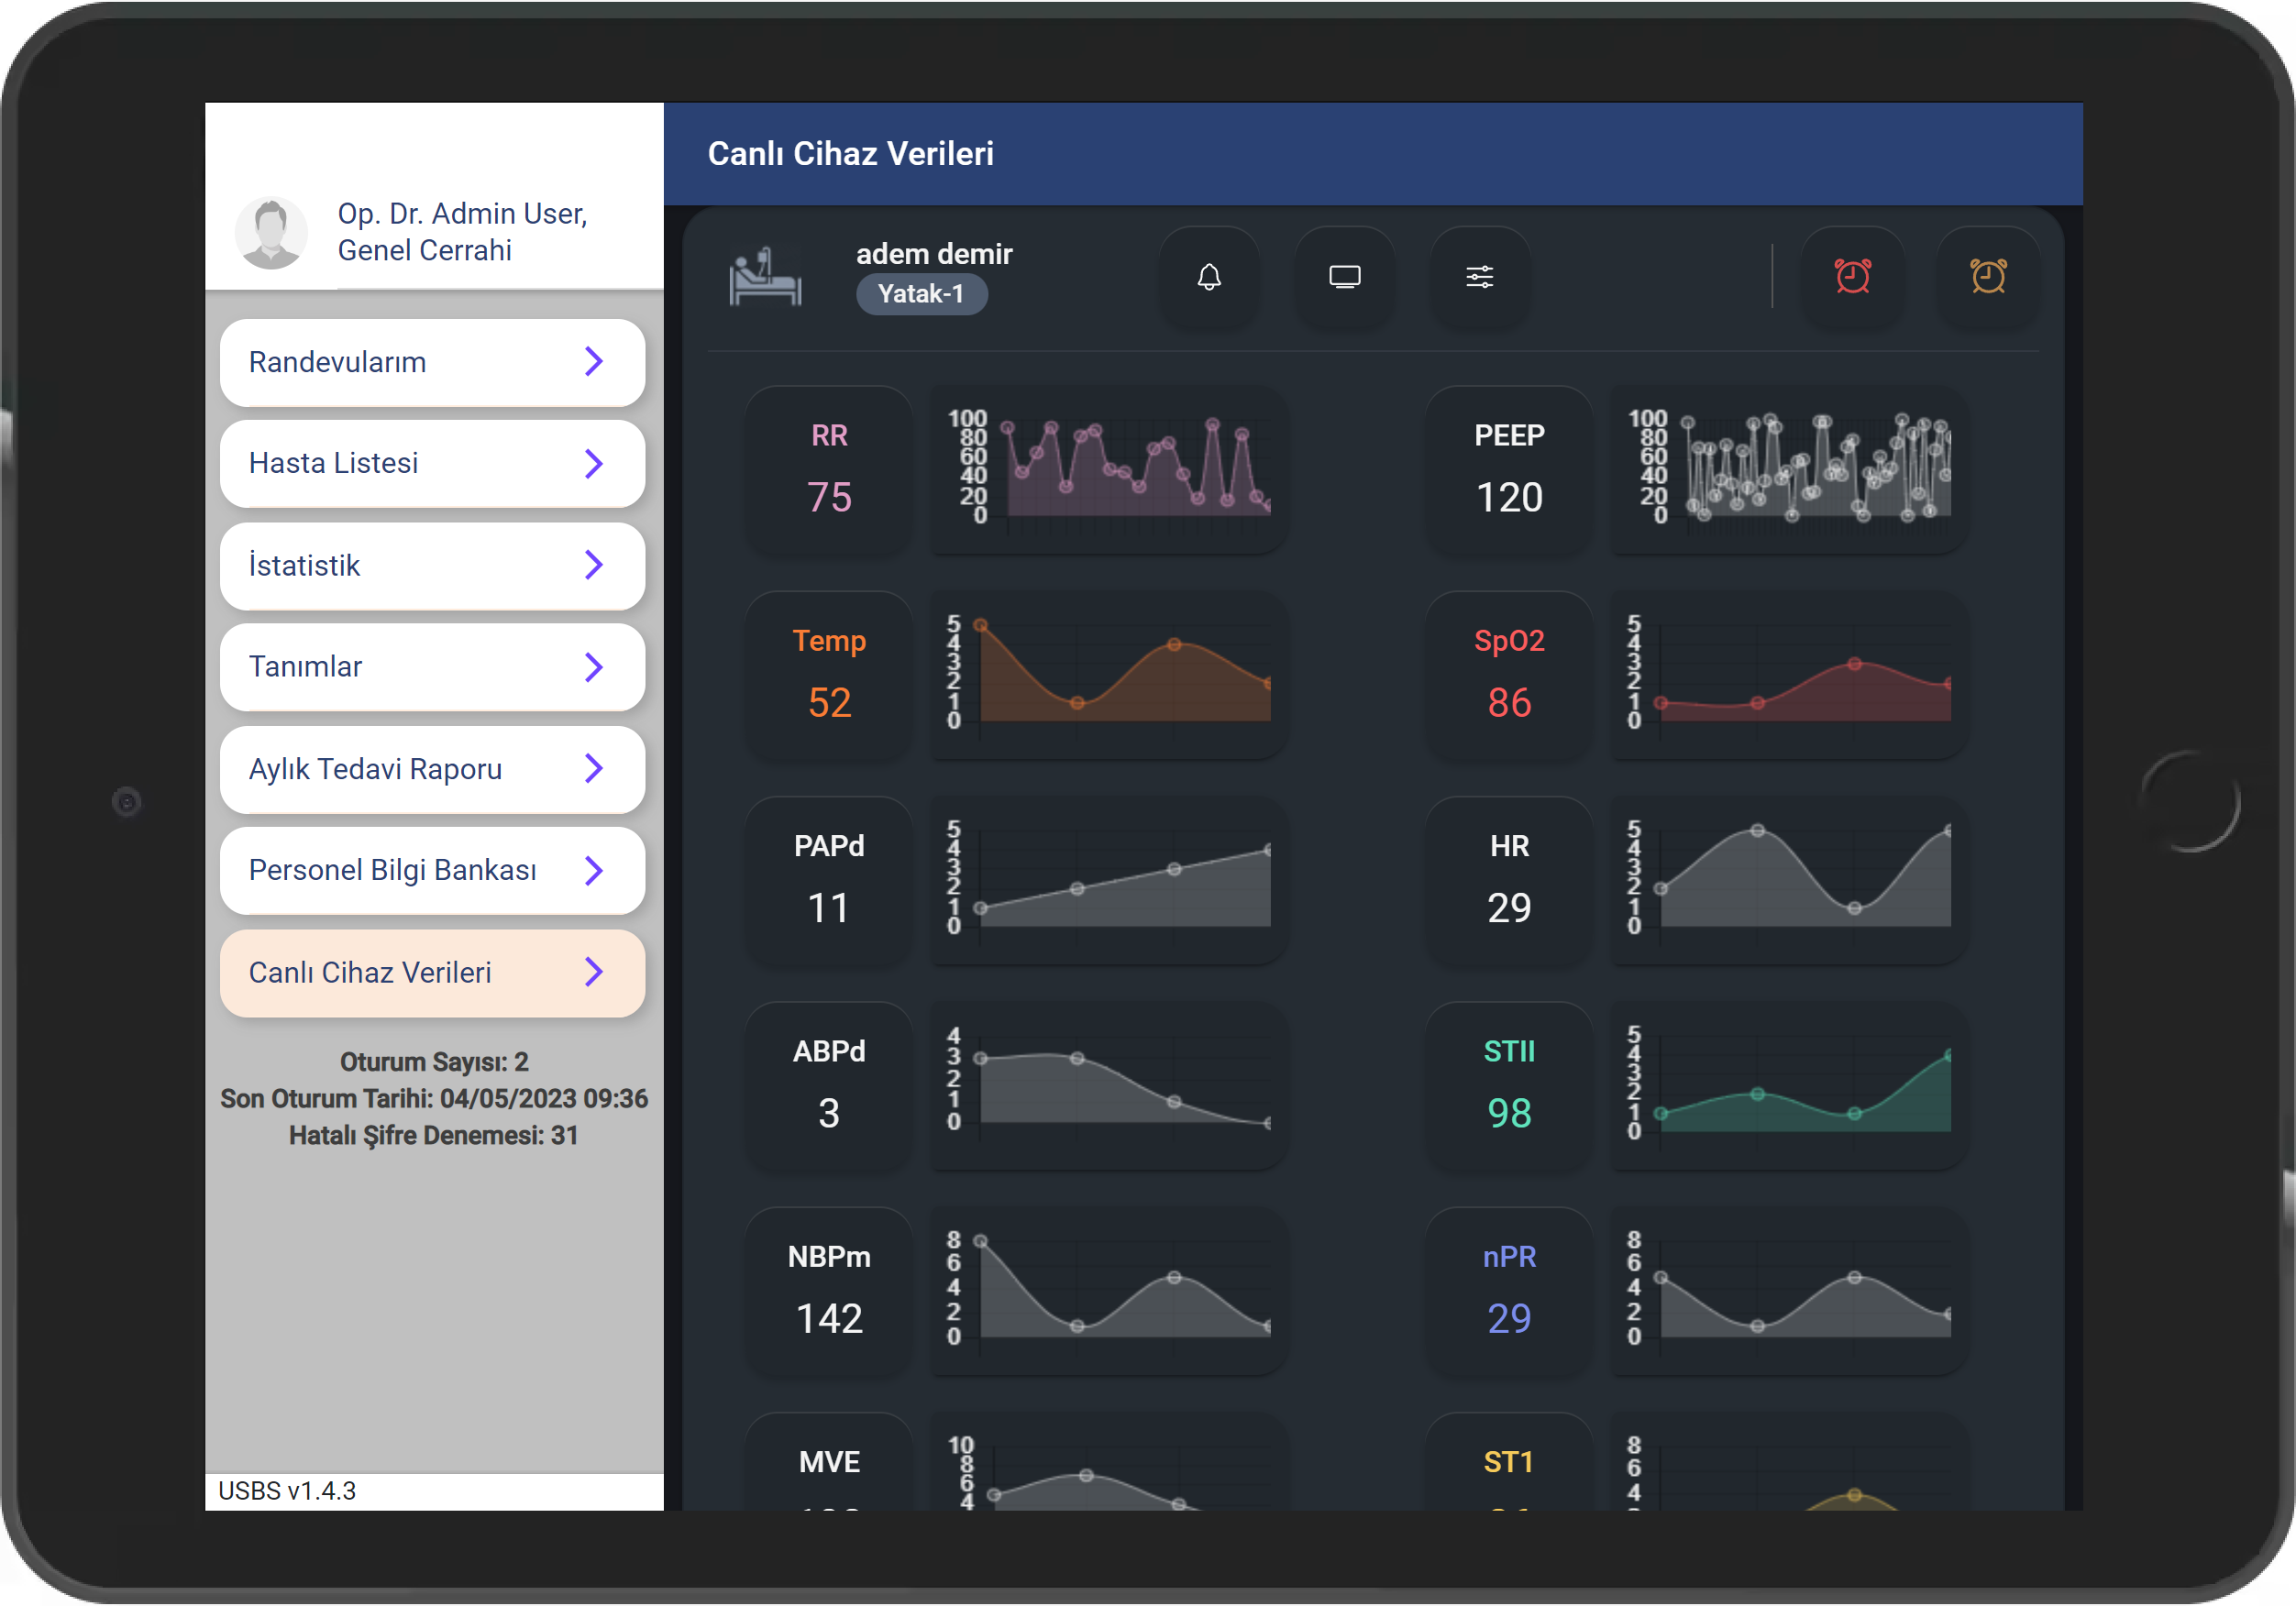 Op. Dr. Admin User,
Genel Cerrahi
Randevularım
Hasta Listesi
İstatistik
Tanımlar
Aylık Tedavi Raporu
Personel Bilgi Bankası
Canlı Cihaz Verileri
Oturum Sayısı: 2
Son Oturum Tarihi: 04/05/2023 09:36
Hatalı Şifre Denemesi: 31
USBS v1.4.3
Canlı Cihaz Verileri
adem demir
Yatak-1
RR
75
100
80
60
40
20
0
PEEP
120
100
80
60
40
20
0
Temp
52
5
4
3
2
1
0
SpO2
86
5
4
3
2
1
0
PAPd
11
5
4
3
2
1
0
HR
29
5
4
3
2
1
0
ABPd
3
4
3
2
1
0
STII
98
5
4
3
2
1
0
NBPm
142
8
6
4
2
0
nPR
29
8
6
4
2
0
MVE
10
8
6
4
ST1
8
6
4